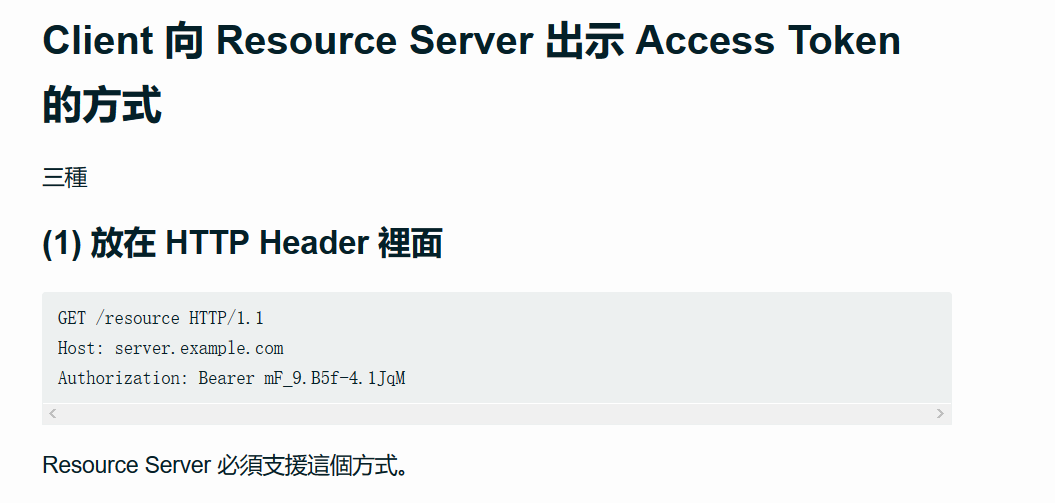 Client 向 Resource Server 出示 Access Token
的方式
三種
(1) 放在 HTTP Header 裡面
GET /resource HTTP/1.1
Host: server.example.com
Authorization: Bearer mF_9.B5f-4.1JqM
Resource Server 必須支援這個方式。